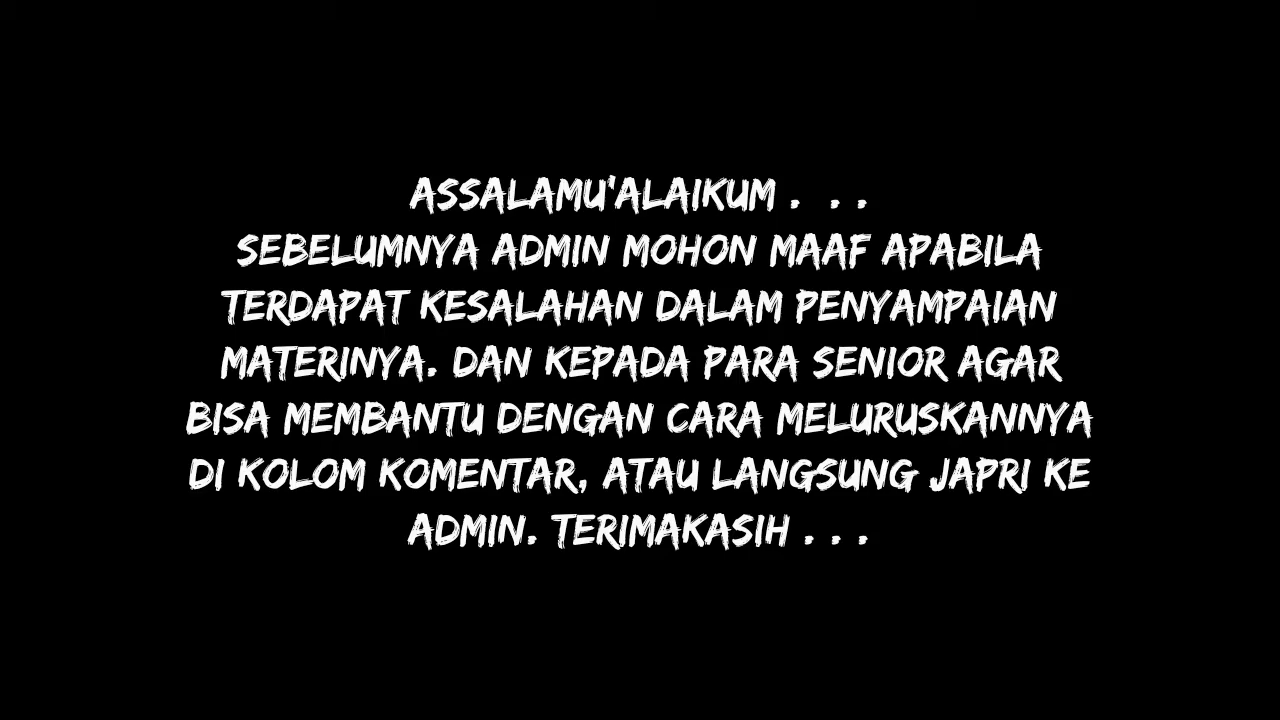 ASSALAMU'ALAIKUM .  . .
SEBELUMNYA ADMIN MOHON MAAF APABILA
TERDAPAT KESALAHAN DALAM PENYAMPAIAN
MATERINYA. DAN KEPADA PARA SENIOR AGAR
BISA MEMBANTU DENGAN CARA MELURUSKANNYA
DI KOLOM KOMENTAR, ATAU LANGSUNG JAPRI KE
ADMIN. TERIMAKASIH . . .